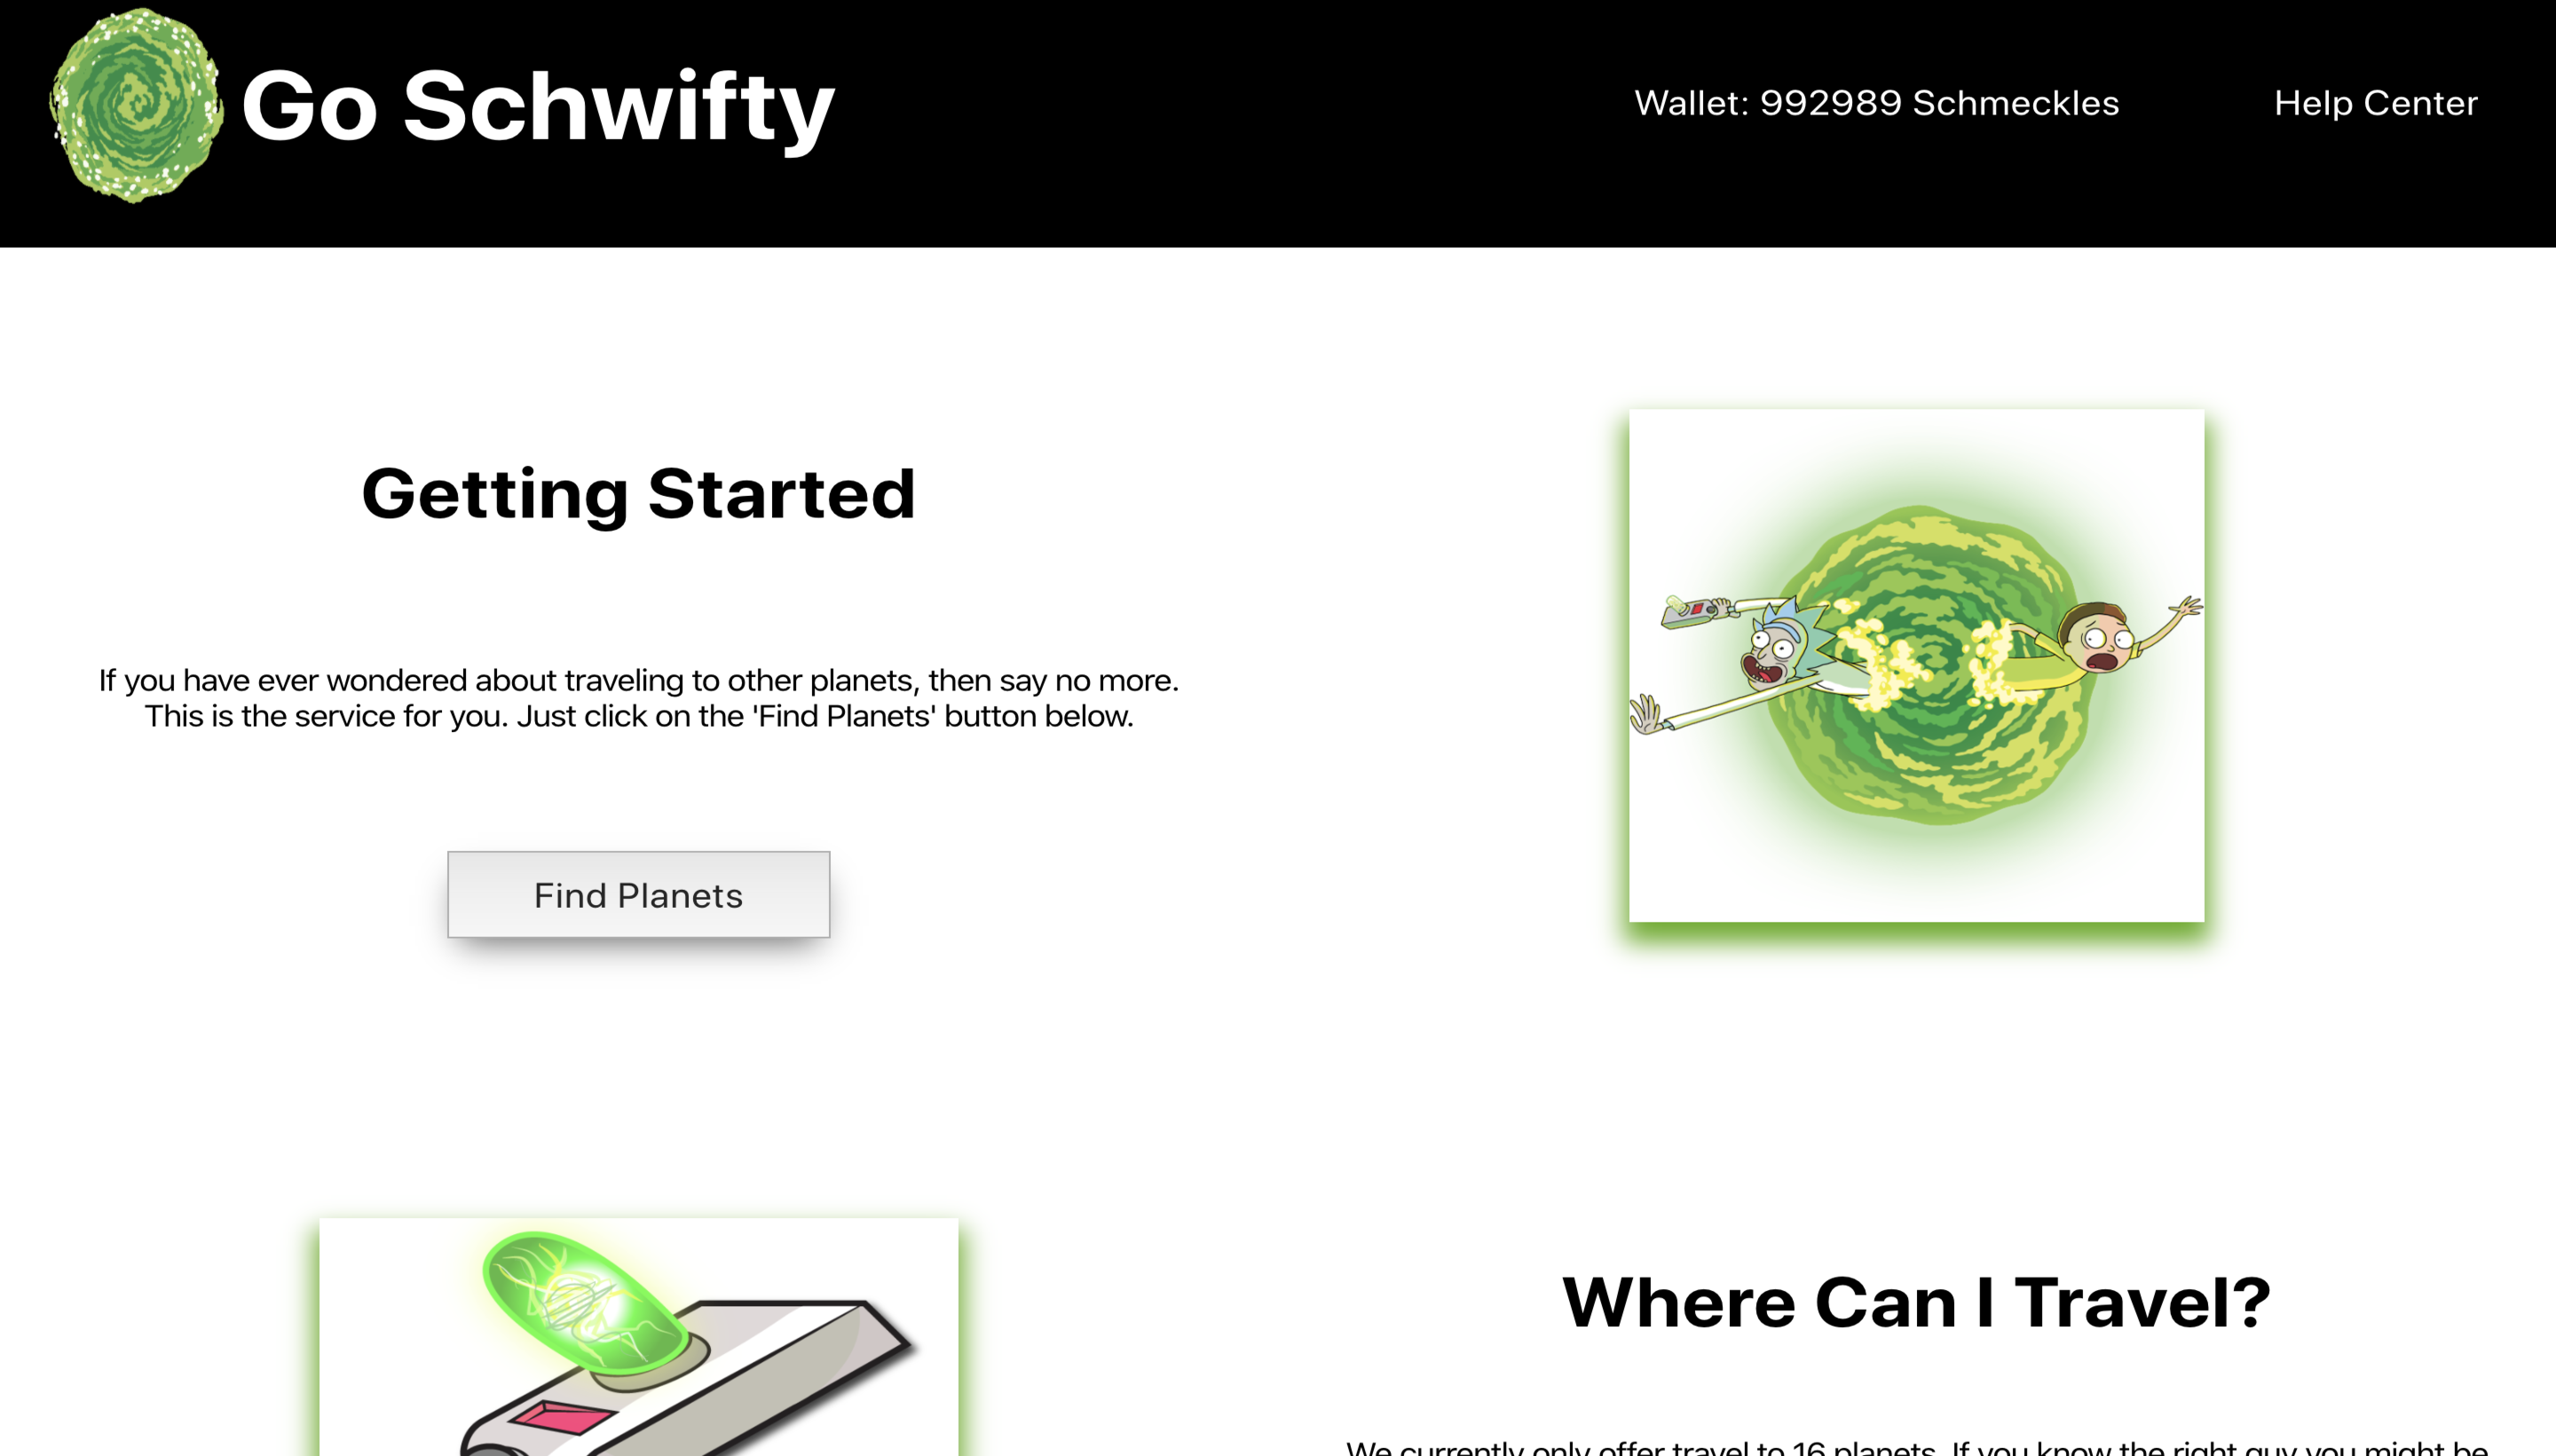 Go Schwifty
Wallet: 992989 Schmeckles
Help Center
Getting Started
If you have ever wondered about traveling to other planets, then say no more.
This is the service for you. Just click on the 'Find Planets' button below.
Find Planets
Where Can I Travel?
We currently only offer travel to 16 planets. If you know the right guy you might be